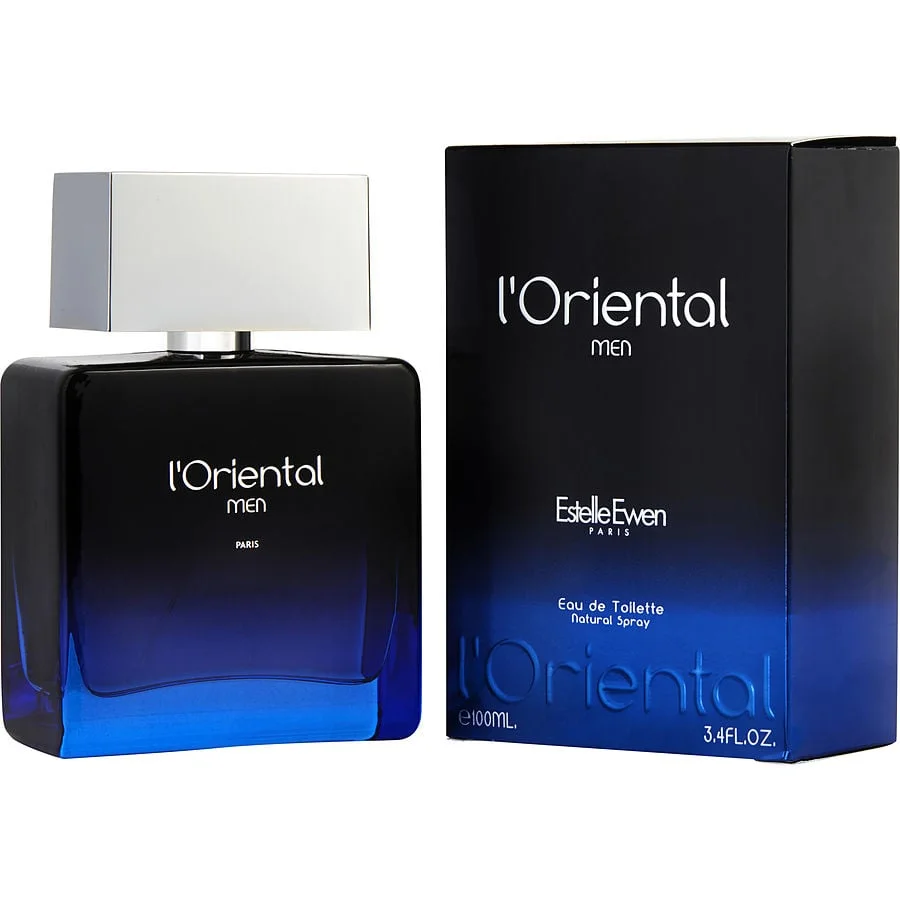 l'Oriental
MEN
PARIS
l'Oriental
MEN
EstelleEwen
PARIS
Eau de Toilette
Natural Spray
l'Oriental
e100ML.
3.4FL.OZ.